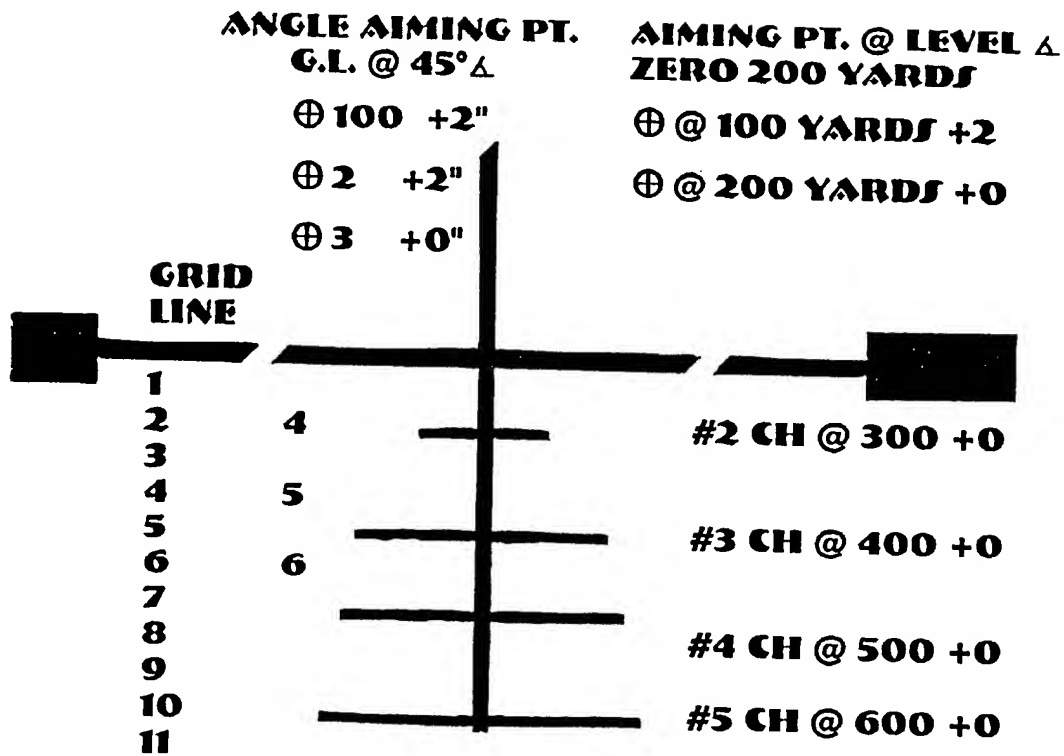 ANGLE AIMING PT.
G.L. @ 45°∡
⊕ 100 +2"
⊕ 2 +2"
⊕ 3 +0"
AIMING PT. @ LEVEL ∡
ZERO 200 YARDS
⊕ @ 100 YARDS +2
⊕ @ 200 YARDS +0
GRID
LINE
1
2 4
3
4 5
5
6 6
7
8
9
10
11
#2 CH @ 300 +0
#3 CH @ 400 +0
#4 CH @ 500 +0
#5 CH @ 600 +0